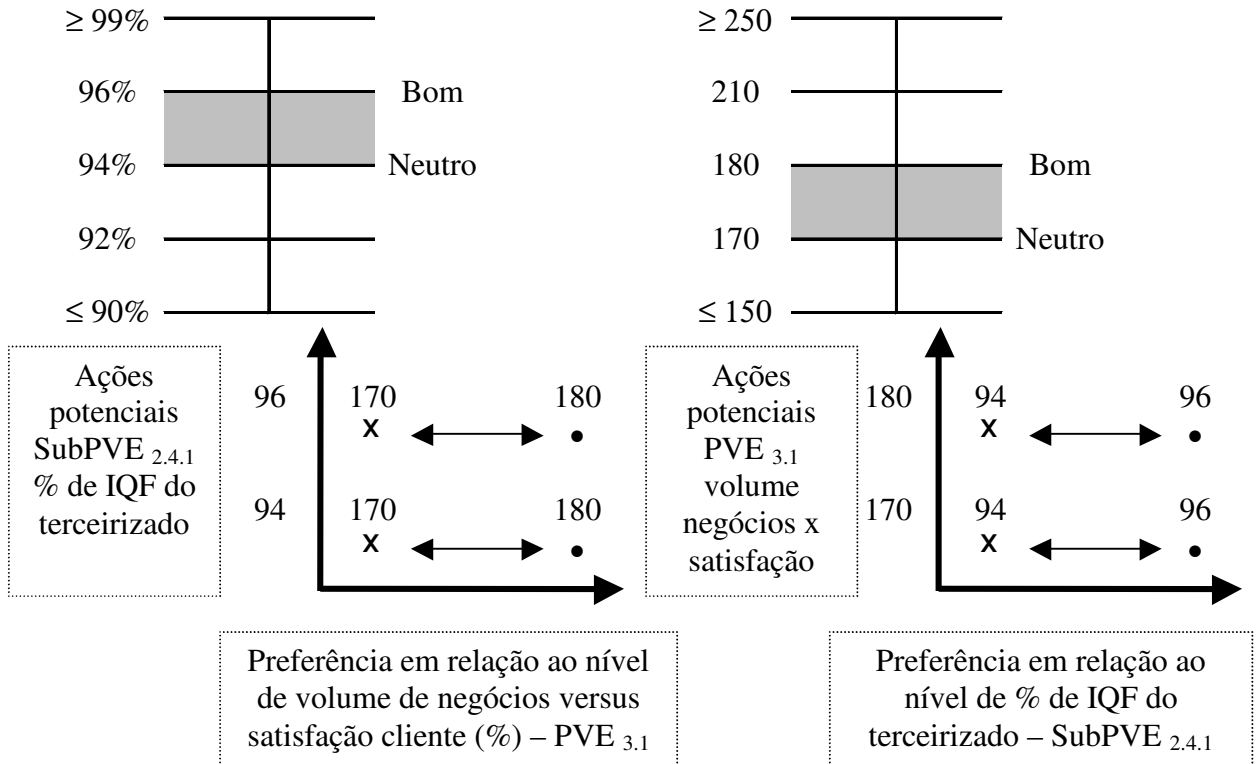 ≥ 99%
96% Bom
94% Neutro
92%
≤ 90%
≥ 250
210
180 Bom
170 Neutro
≤ 150
Ações
potenciais
SubPVE 2.4.1
% de IQF do
terceirizado
96 170 180
x
94 170 180
x
Preferência em relação ao nível
de volume de negócios versus
satisfação cliente (%) – PVE 3.1
Ações
potenciais
PVE 3.1
volume
negócios x
satisfação
180 94 96
x
170 94 96
x
Preferência em relação ao
nível de % de IQF do
terceirizado – SubPVE 2.4.1